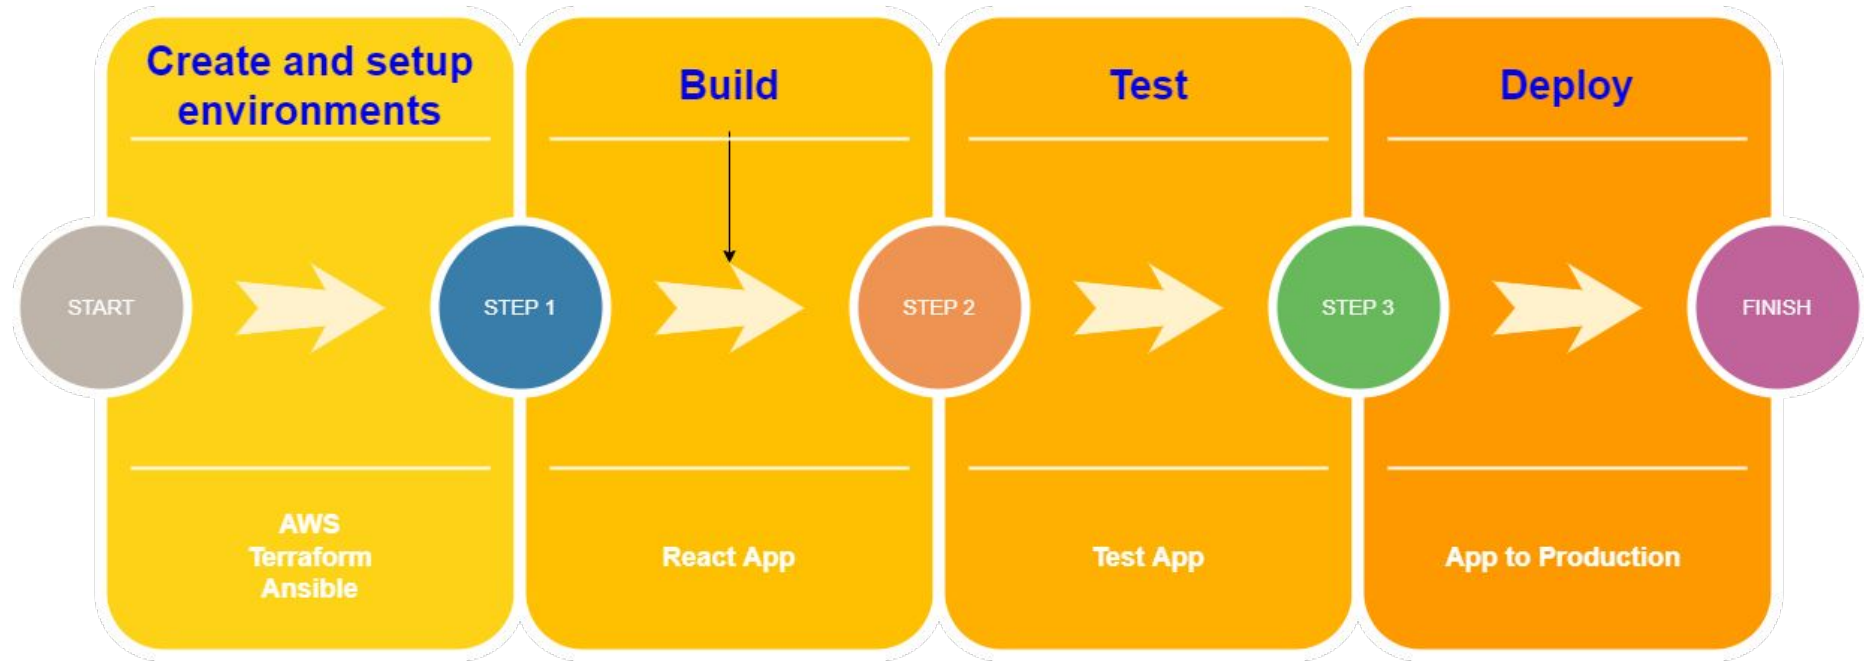 Create and setup
environments
Build
Test
Deploy
START
STEP 1
STEP 2
STEP 3
FINISH
AWS
Terraform
Ansible
React App
Test App
App to Production